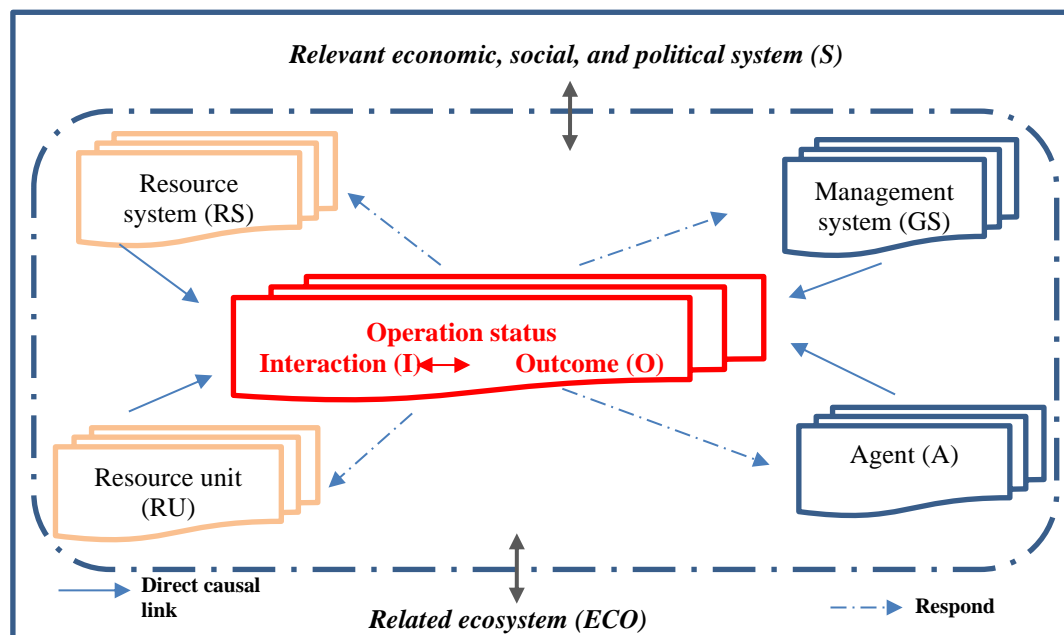 Relevant economic, social, and political system (S)
Resource
system (RS)
Management
system (GS)
Operation status
Interaction (I)
Outcome (O)
Resource unit
(RU)
Agent (A)
Direct causal
link
Related ecosystem (ECO)
Respond